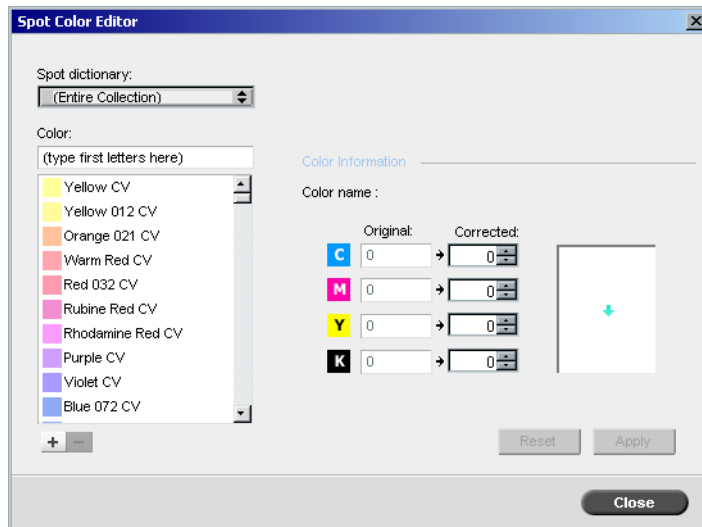 Spot Color Editor
Spot dictionary:
(Entire Collection)
Color:
(type first letters here)
Yellow CV
Yellow 012 CV
Orange 021 CV
Warm Red CV
Red 032 CV
Rubine Red CV
Rhodamine Red CV
Purple CV
Violet CV
Blue 072 CV
Color Information
Color name :
Original: Corrected:
C 0 0
M 0 0
Y 0 0
K 0 0
Reset Apply
Close